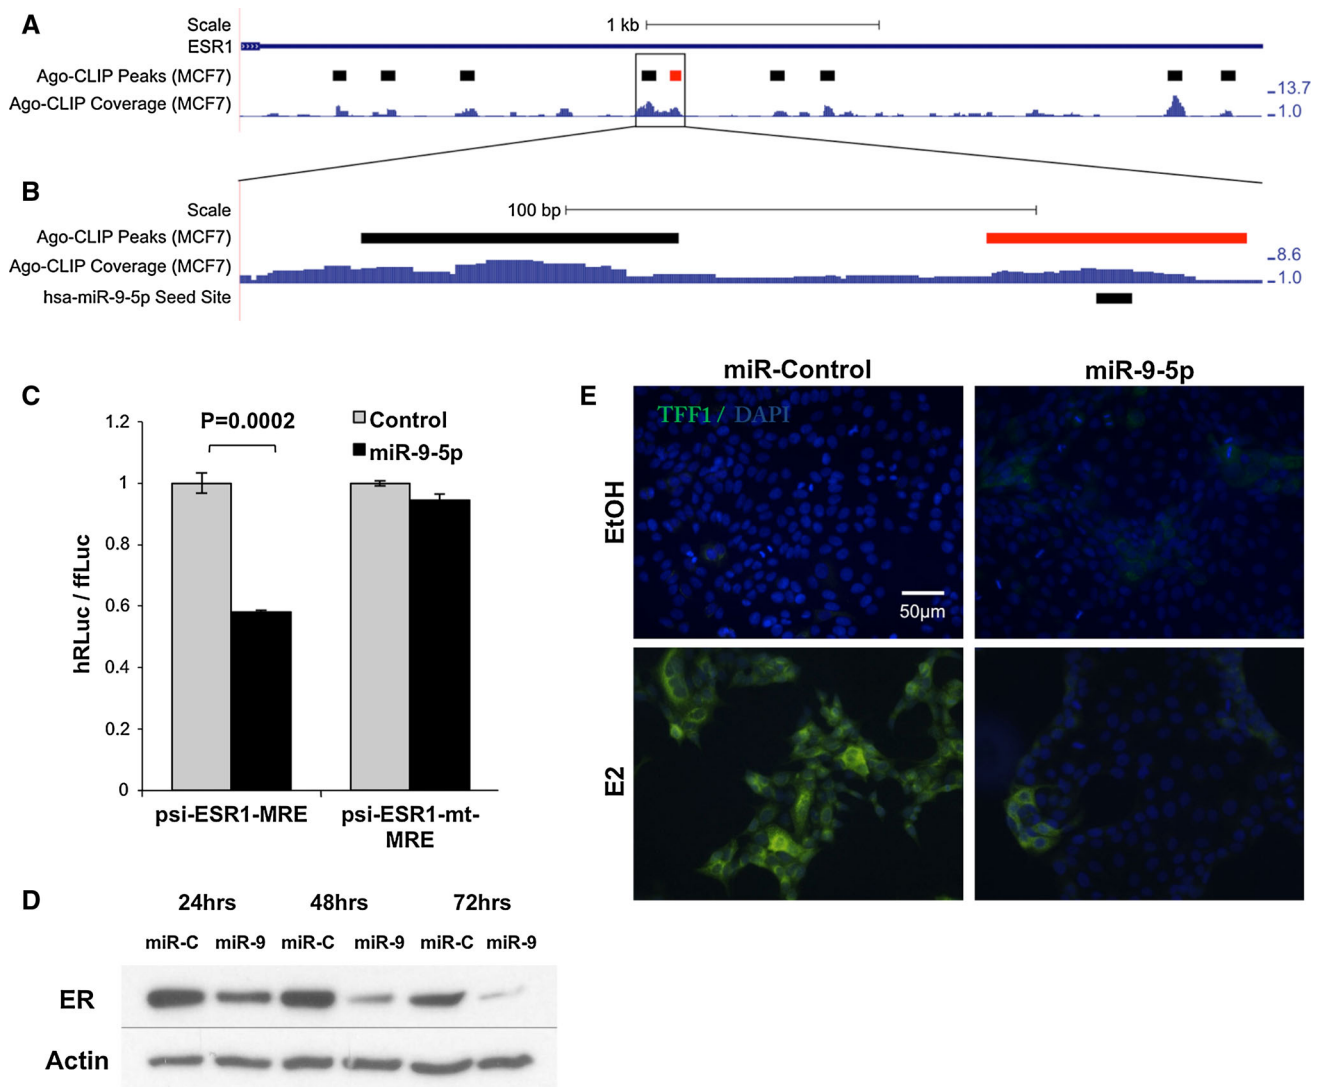 A
Scale
1 kb
ESR1
Ago-CLIP Peaks (MCF7)
Ago-CLIP Coverage (MCF7)
13.7
1.0
B
Scale
100 bp
Ago-CLIP Peaks (MCF7)
Ago-CLIP Coverage (MCF7)
8.6
1.0
hsa-miR-9-5p Seed Site
C
P=0.0002
Control
miR-9-5p
hRLuc / ffLuc
1.2
1
0.8
0.6
0.4
0.2
0
psi-ESR1-MRE
psi-ESR1-mt-
MRE
D
24hrs 48hrs 72hrs
miR-C miR-9 miR-C miR-9 miR-C miR-9
ER
Actin
E
miR-Control
miR-9-5p
TFF1 / DAPI
EtOH
50μm
E2